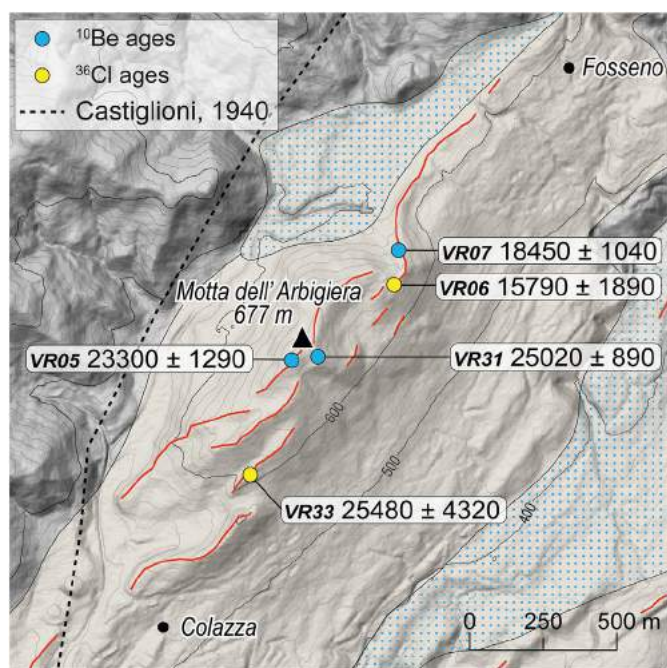 ¹⁰Be ages
³⁶Cl ages
Castiglioni, 1940
Fosseno
VR07 18450 ± 1040
VR06 15790 ± 1890
Motta dell' Arbigiera
677 m
VR05 23300 ± 1290
VR31 25020 ± 890
600
500
VR33 25480 ± 4320
400
Colazza
0 250 500 m